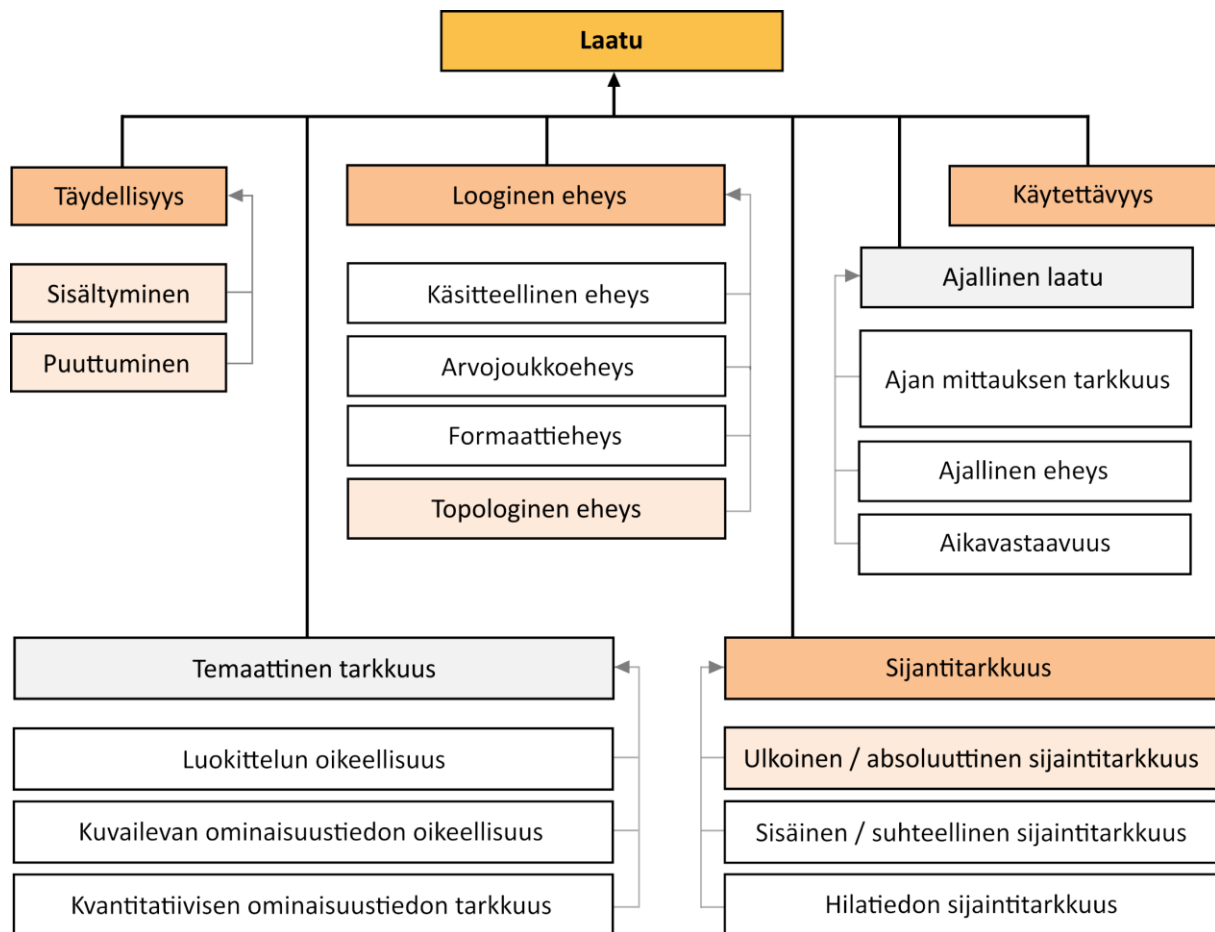 Laatu
Täydellisyys
Sisältyminen
Puuttuminen
Looginen eheys
Käsitteellinen eheys
Arvojoukkoeheys
Formaattieheys
Topologinen eheys
Käytettävyys
Ajallinen laatu
Ajan mittauksen tarkkuus
Ajallinen eheys
Aikavastaavuus
Temaattinen tarkkuus
Luokittelun oikeellisuus
Kuvailevan ominaisuustiedon oikeellisuus
Kvantitatiivisen ominaisuustiedon tarkkuus
Sijantitarkkuus
Ulkoinen / absoluuttinen sijaintitarkkuus
Sisäinen / suhteellinen sijaintitarkkuus
Hilatiedon sijaintitarkkuus